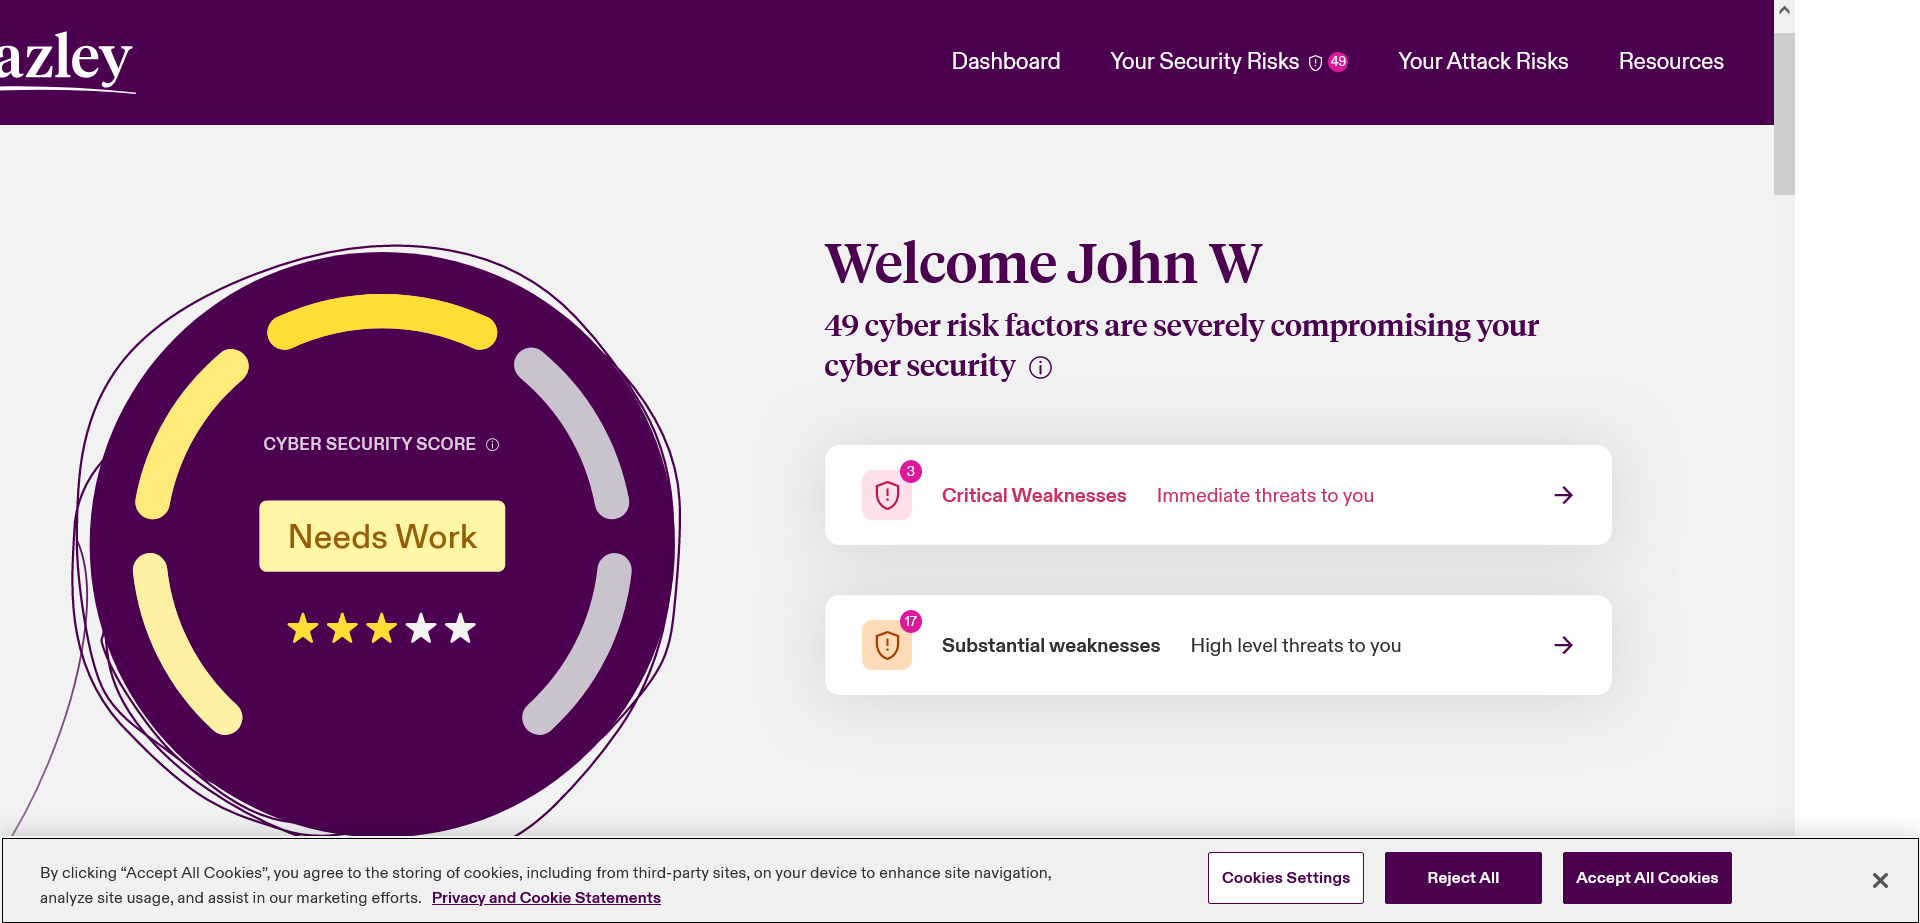 azley
Dashboard
Your Security Risks 49
Your Attack Risks
Resources
Welcome John W
49 cyber risk factors are severely compromising your
cyber security
CYBER SECURITY SCORE
Needs Work
3
Critical Weaknesses Immediate threats to you
17
Substantial weaknesses High level threats to you
By clicking “Accept All Cookies”, you agree to the storing of cookies, including from third-party sites, on your device to enhance site navigation,
analyze site usage, and assist in our marketing efforts. Privacy and Cookie Statements
Cookies Settings
Reject All
Accept All Cookies